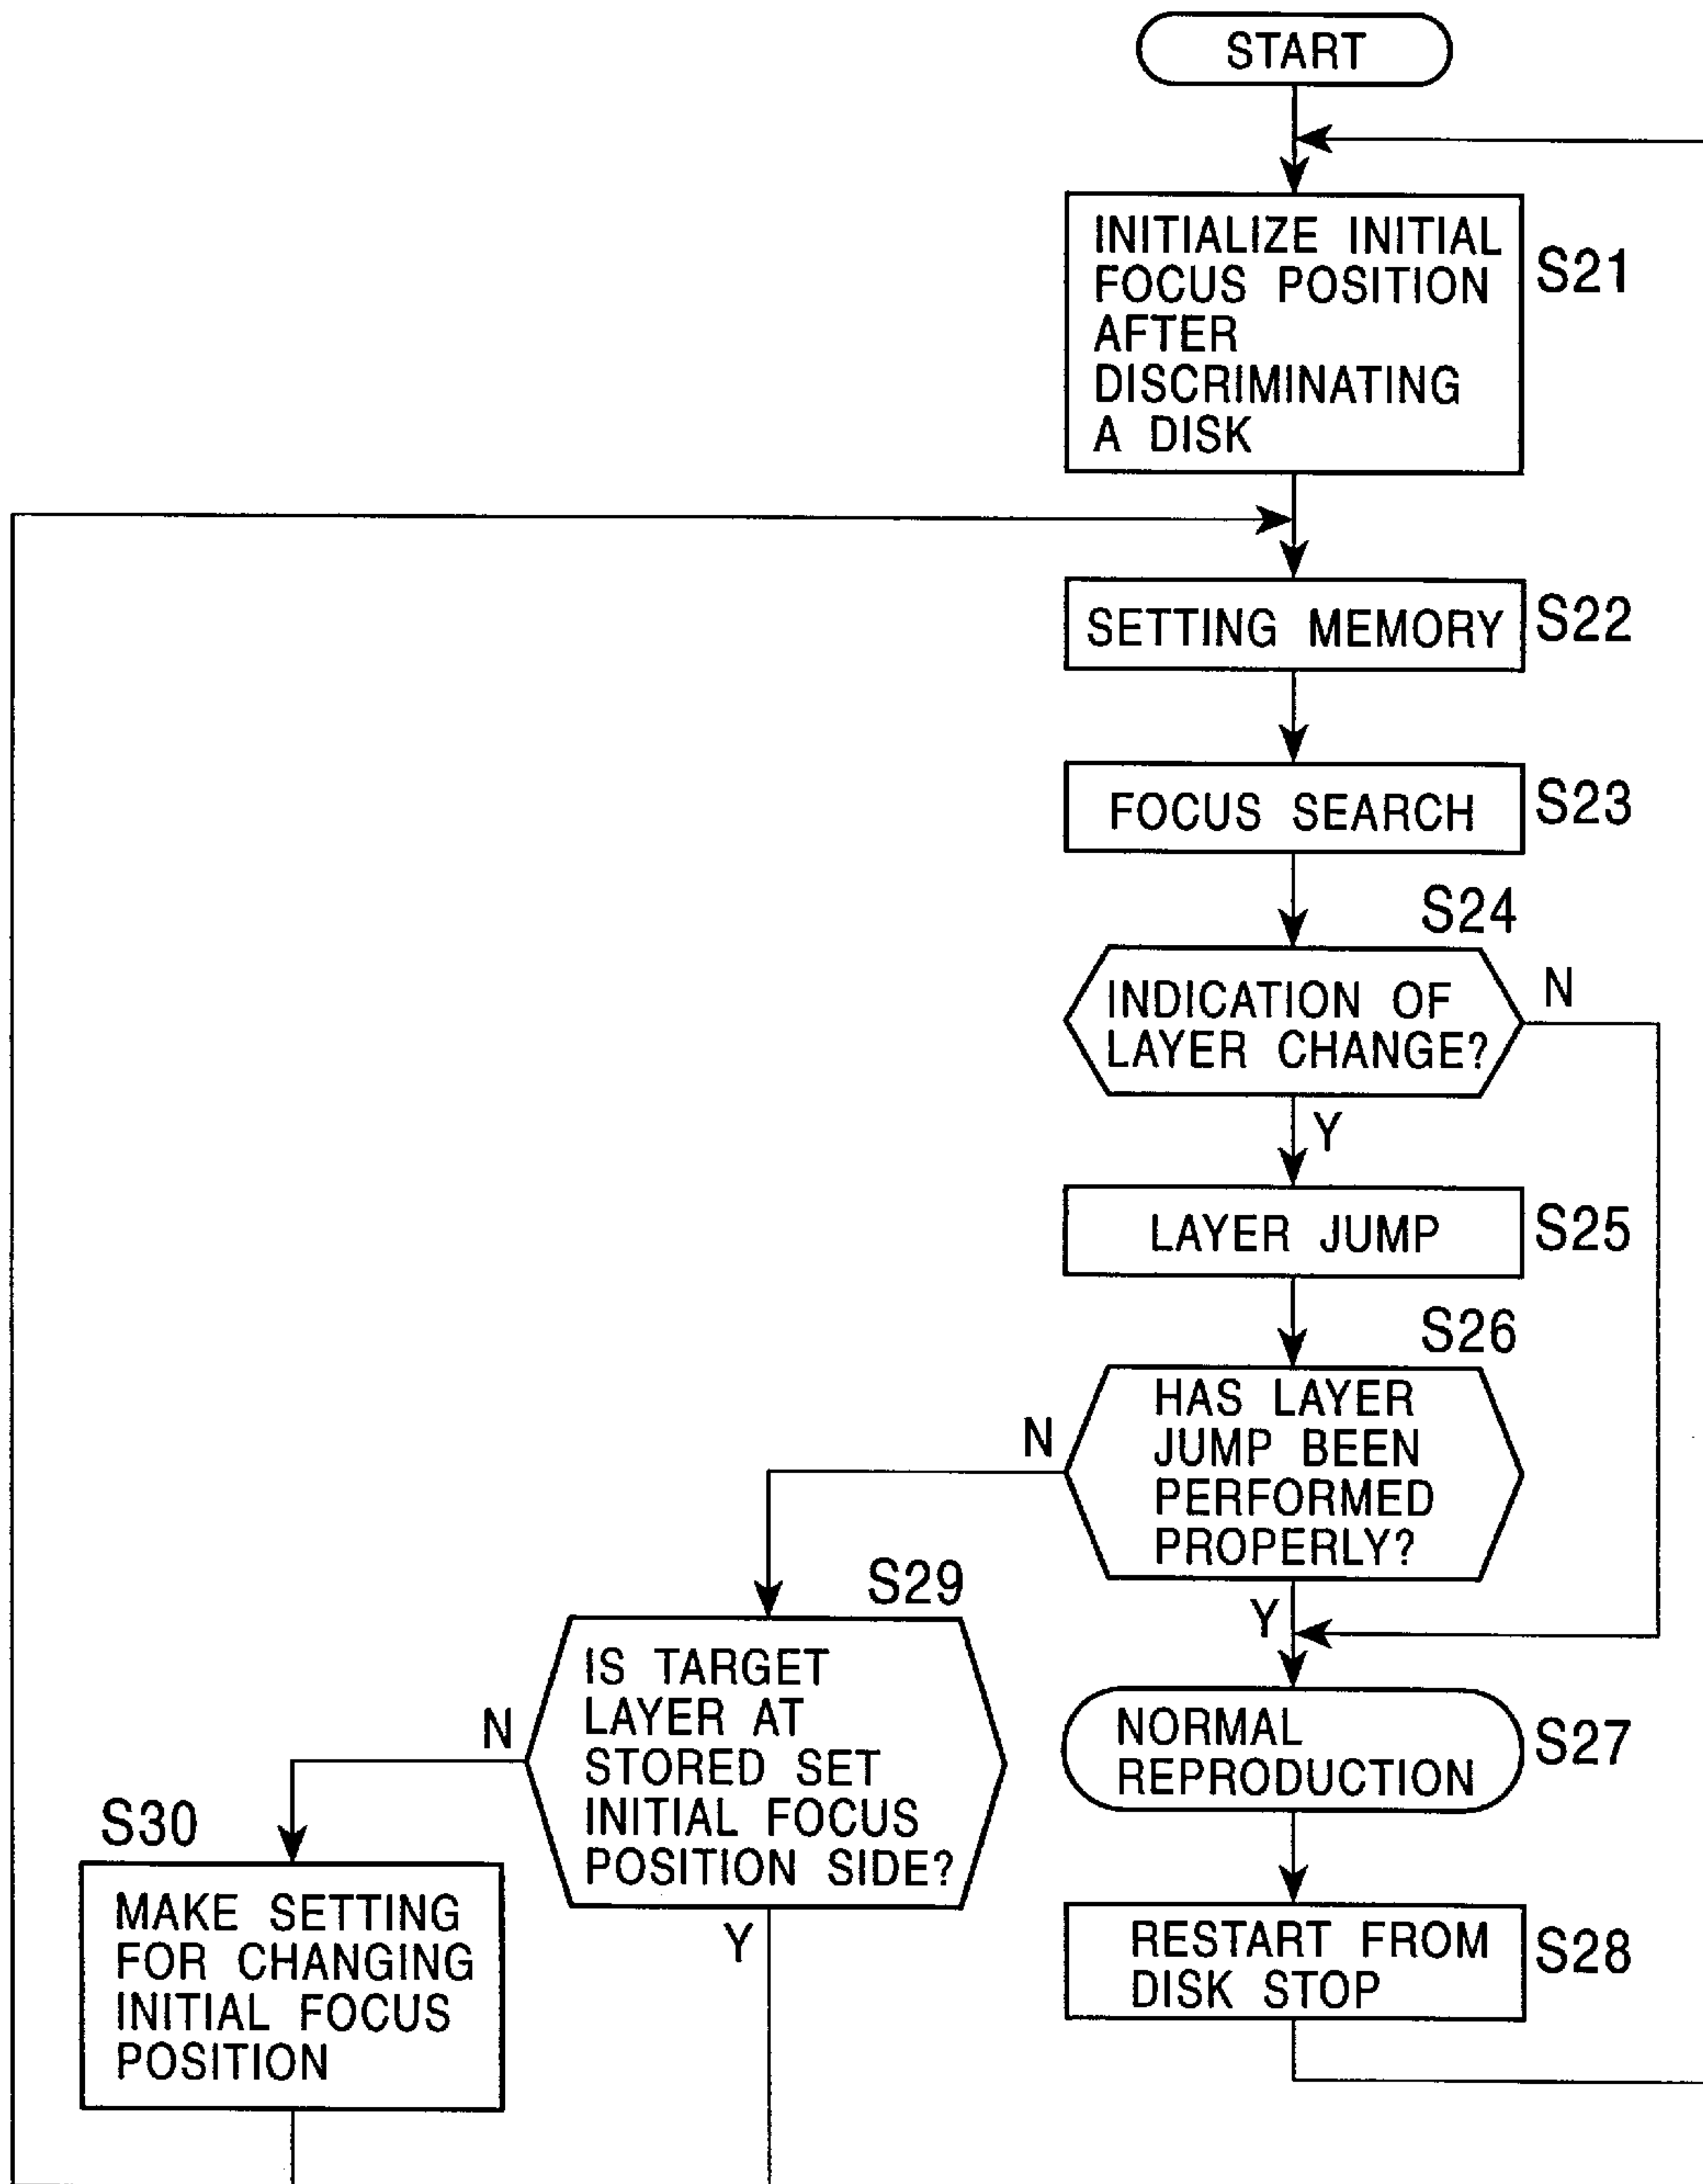 START
INITIALIZE INITIAL
FOCUS POSITION
AFTER
DISCRIMINATING
A DISK
S21
SETTING MEMORY
S22
FOCUS SEARCH
S23
S24
INDICATION OF
LAYER CHANGE?
N
Y
LAYER JUMP
S25
S26
HAS LAYER
JUMP BEEN
PERFORMED
PROPERLY?
N
Y
S29
IS TARGET
LAYER AT
STORED SET
INITIAL FOCUS
POSITION SIDE?
N
Y
NORMAL
REPRODUCTION
S27
S30
MAKE SETTING
FOR CHANGING
INITIAL FOCUS
POSITION
RESTART FROM
DISK STOP
S28